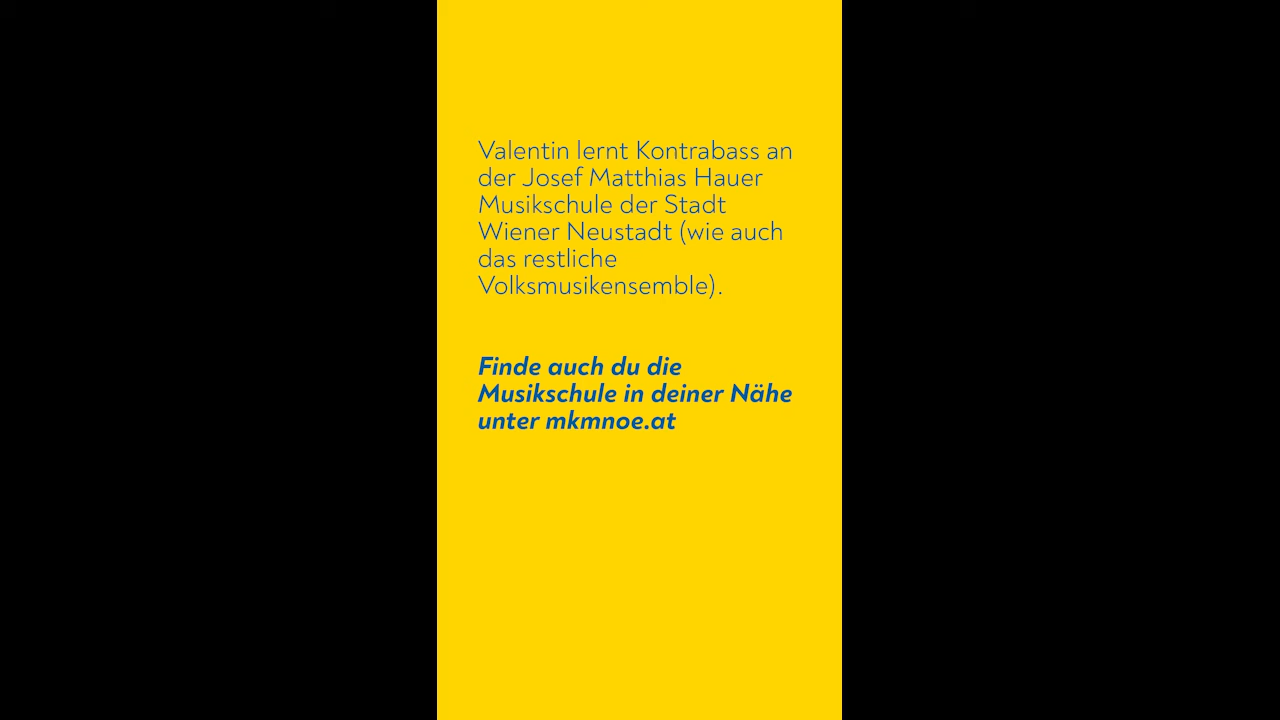 Valentin lernt Kontrabass an
der Josef Matthias Hauer
Musikschule der Stadt
Wiener Neustadt (wie auch
das restliche
Volksmusikensemble).
Finde auch du die
Musikschule in deiner Nähe
unter mkmnoe.at